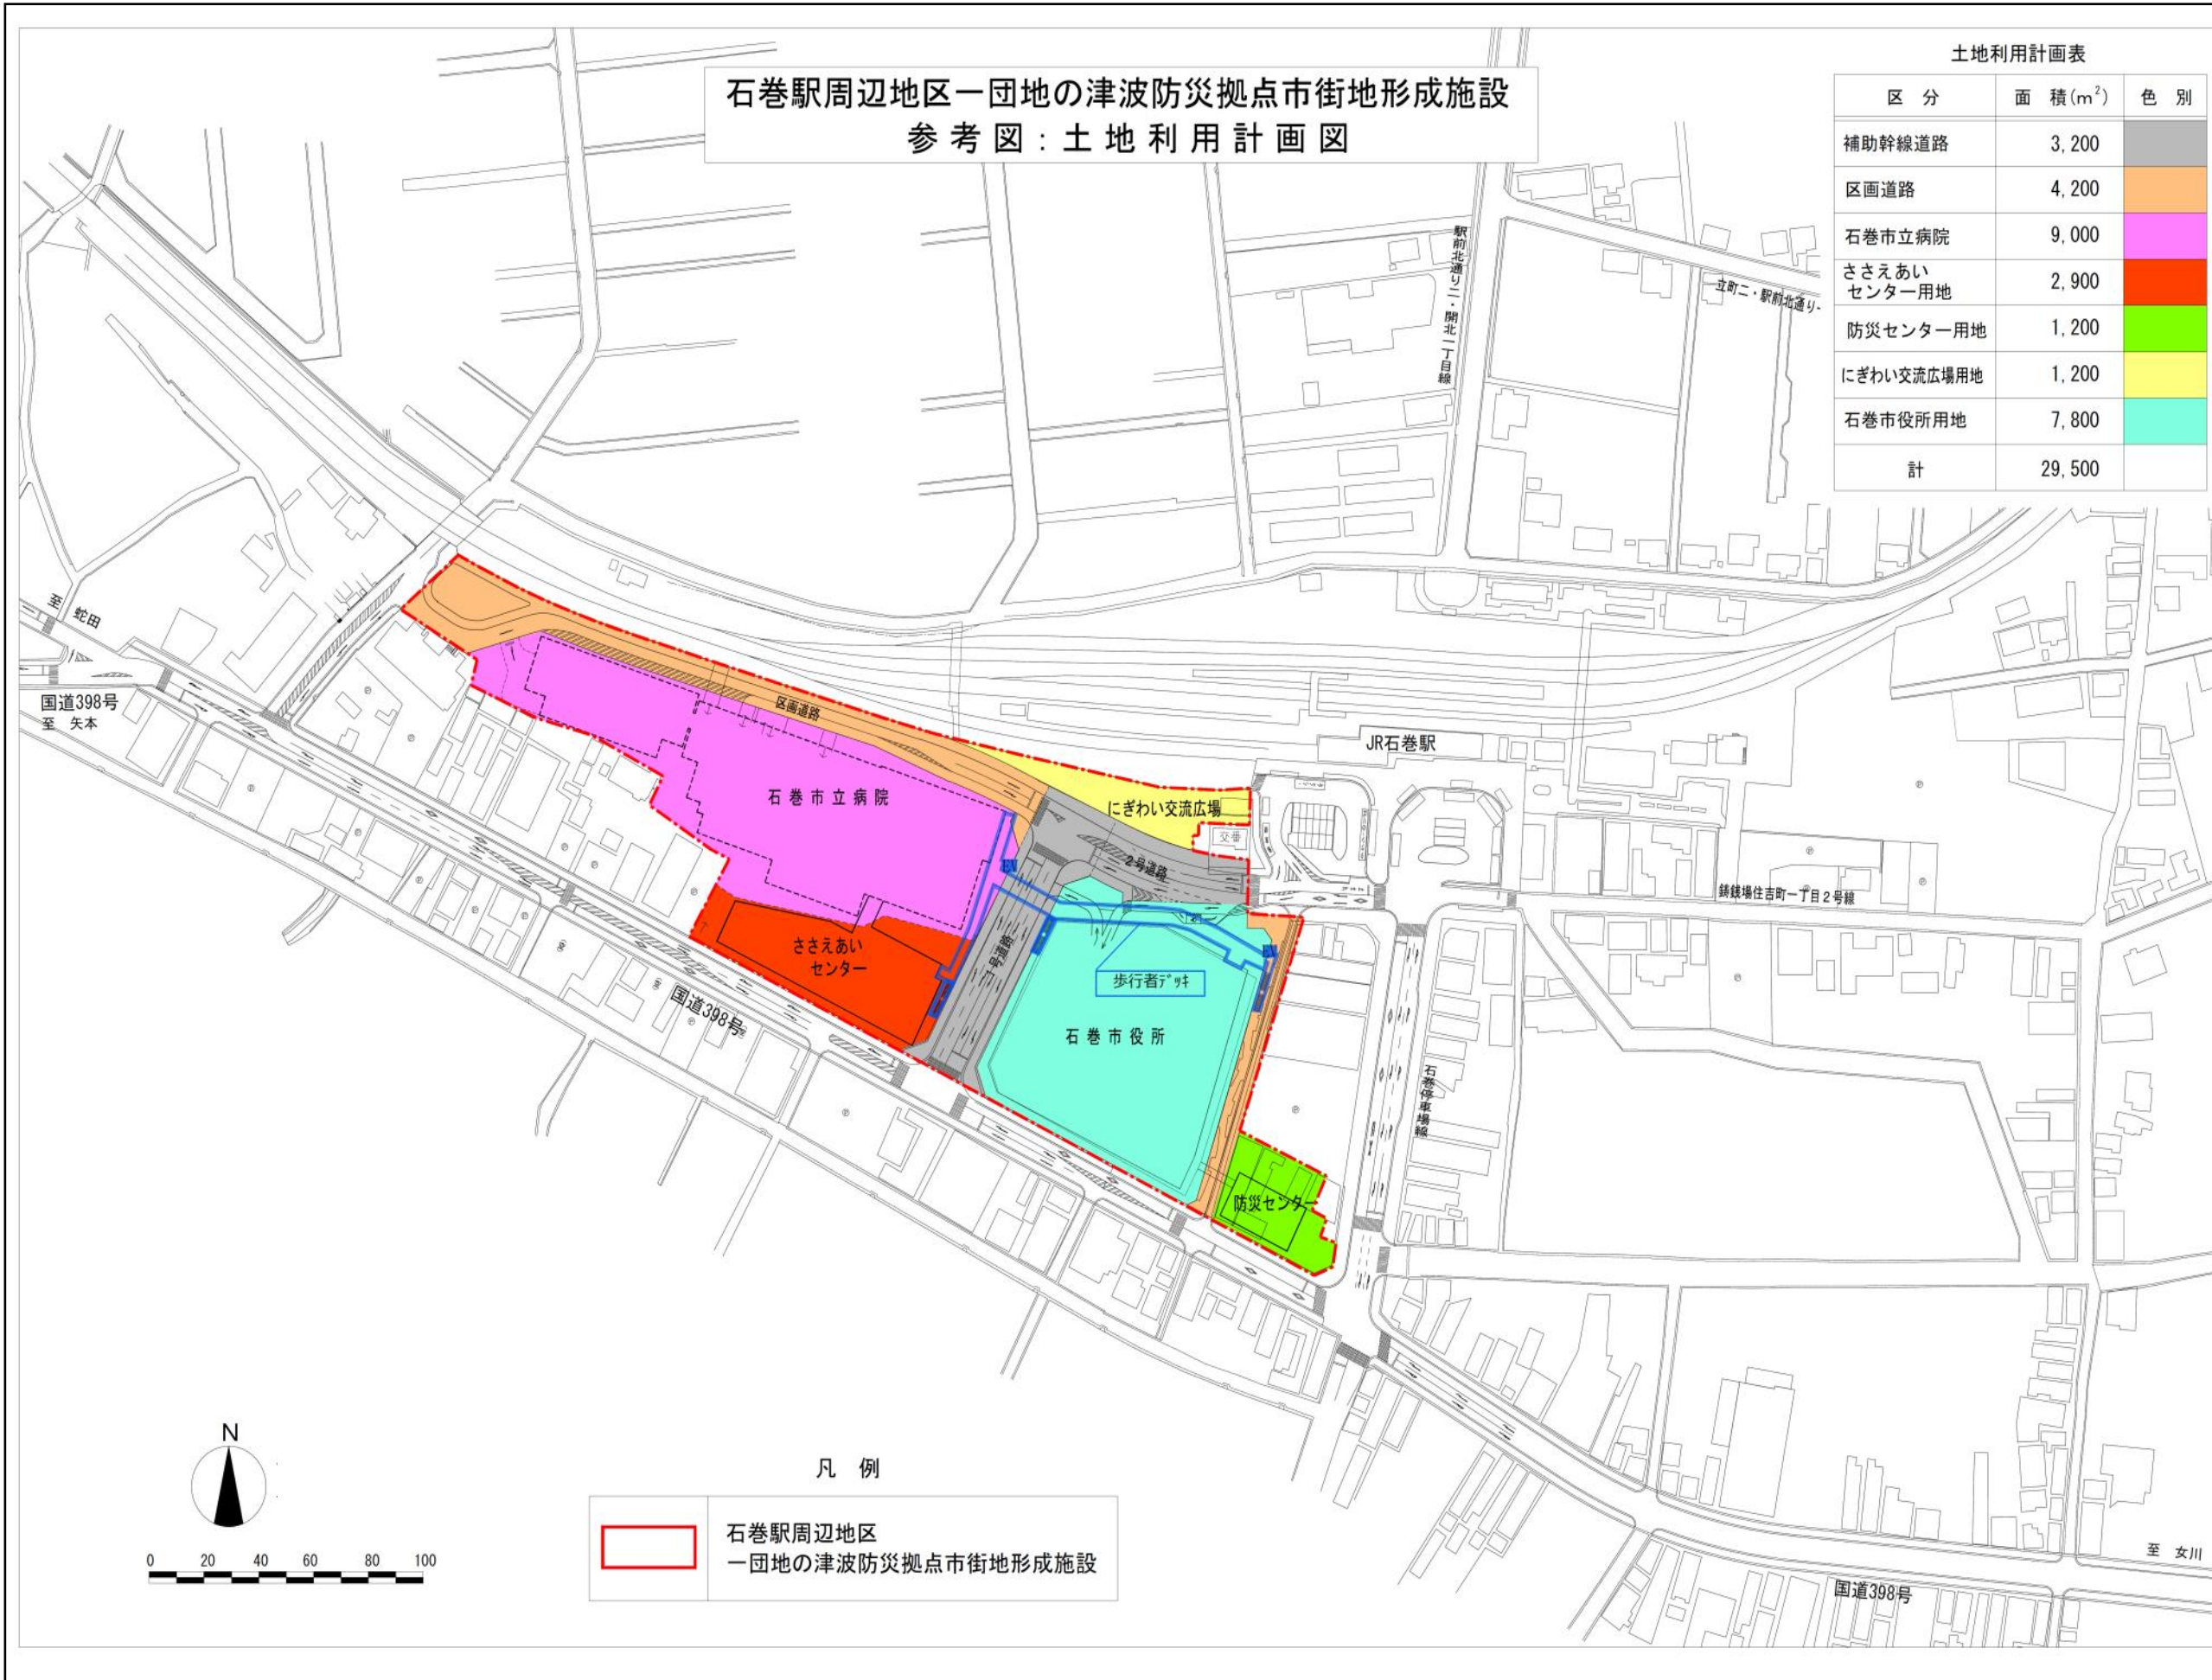 石巻駅周辺地区一団地の津波防災拠点市街地形成施設
参考図：土地利用計画図
土地利用計画表
区 分 面 積(m²) 色 別
補助幹線道路 3,200
区画道路 4,200
石巻市立病院 9,000
ささえあい
センター用地 2,900
防災センター用地 1,200
にぎわい交流広場用地 1,200
石巻市役所用地 7,800
計 29,500
駅前北通り二・開北一丁目線
立町二・駅前北通り一
至 蛇田
国道398号
至 矢本
区画道路
JR石巻駅
石巻市立病院
にぎわい交流広場
交番
2号道路
鋳銭場住吉町一丁目2号線
ささえあい
センター
1号道路
歩行者デッキ
国道398号
石巻市役所
石巻停車場線
防災センター
N
0 20 40 60 80 100
凡 例
石巻駅周辺地区
一団地の津波防災拠点市街地形成施設
至 女川
国道398号